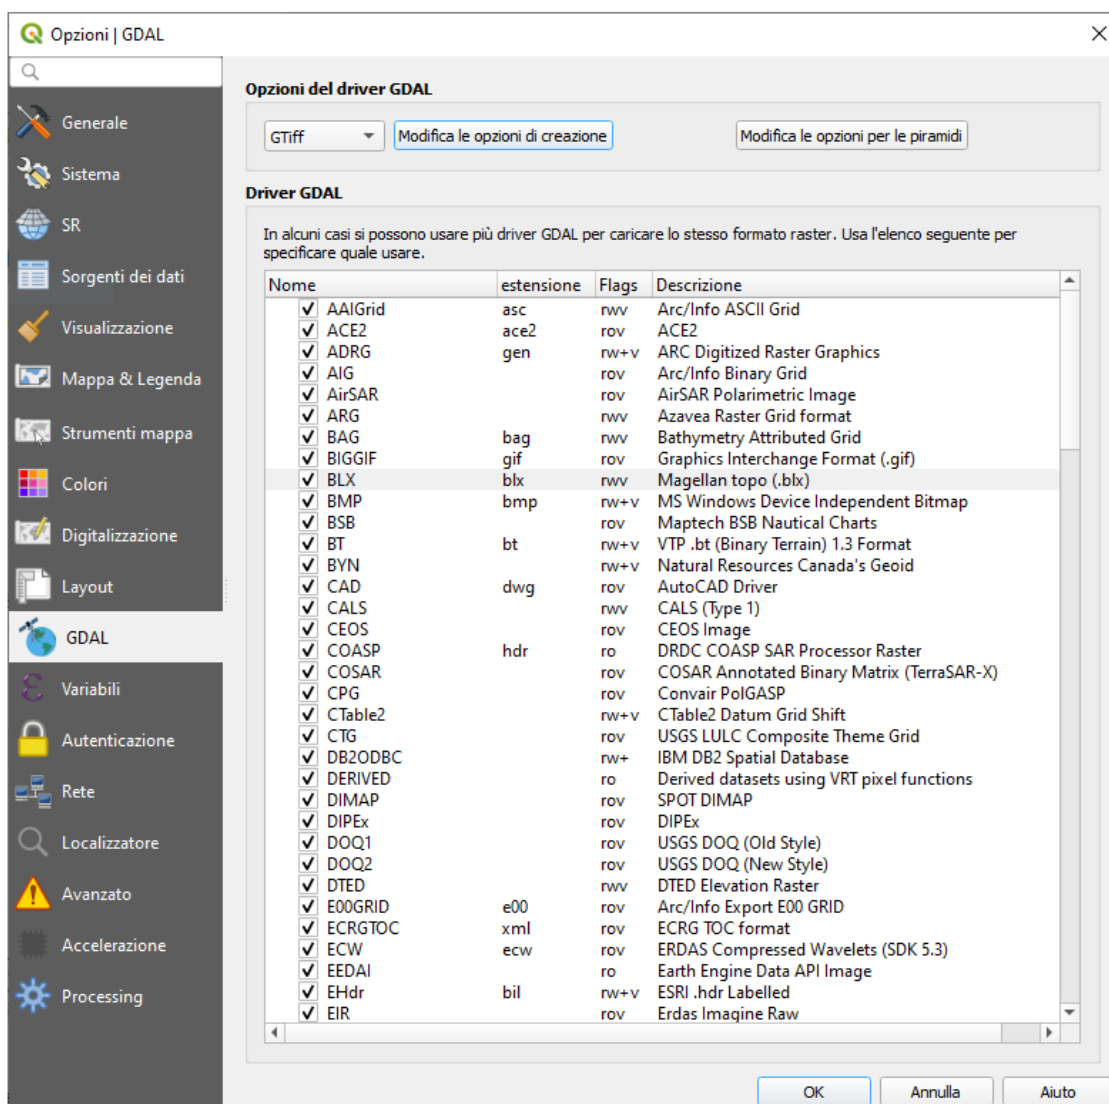 Opzioni | GDAL
Generale
Sistema
SR
Sorgenti dei dati
Visualizzazione
Mappa & Legenda
Strumenti mappa
Colori
Digitalizzazione
Layout
GDAL
Variabili
Autenticazione
Rete
Localizzatore
Avanzato
Accelerazione
Processing
Opzioni del driver GDAL
GTiff Modifica le opzioni di creazione Modifica le opzioni per le piramidi
Driver GDAL
In alcuni casi si possono usare più driver GDAL per caricare lo stesso formato raster. Usa l'elenco seguente per
specificare quale usare.
Nome estensione Flags Descrizione
AAIGrid asc rwv Arc/Info ASCII Grid
ACE2 ace2 rov ACE2
ADRG gen rw+v ARC Digitized Raster Graphics
AIG rov Arc/Info Binary Grid
AirSAR rov AirSAR Polarimetric Image
ARG rwv Azavea Raster Grid format
BAG bag rwv Bathymetry Attributed Grid
BIGGIF gif rov Graphics Interchange Format (.gif)
BLX blx rwv Magellan topo (.blx)
BMP bmp rw+v MS Windows Device Independent Bitmap
BSB rov Maptech BSB Nautical Charts
BT bt rw+v VTP .bt (Binary Terrain) 1.3 Format
BYN rw+v Natural Resources Canada's Geoid
CAD dwg rov AutoCAD Driver
CALS rwv CALS (Type 1)
CEOS rov CEOS Image
COASP hdr ro DRDC COASP SAR Processor Raster
COSAR rov COSAR Annotated Binary Matrix (TerraSAR-X)
CPG rov Convair PolGASP
CTable2 rw+v CTable2 Datum Grid Shift
CTG rov USGS LULC Composite Theme Grid
DB2ODBC rw+ IBM DB2 Spatial Database
DERIVED ro Derived datasets using VRT pixel functions
DIMAP rov SPOT DIMAP
DIPEx rov DIPEx
DOQ1 rov USGS DOQ (Old Style)
DOQ2 rov USGS DOQ (New Style)
DTED rwv DTED Elevation Raster
E00GRID e00 rov Arc/Info Export E00 GRID
ECRGTOC xml rov ECRG TOC format
ECW ecw rov ERDAS Compressed Wavelets (SDK 5.3)
EEDAI ro Earth Engine Data API Image
EHdr bil rw+v ESRI .hdr Labelled
EIR rov Erdas Imagine Raw
OK Annulla Aiuto